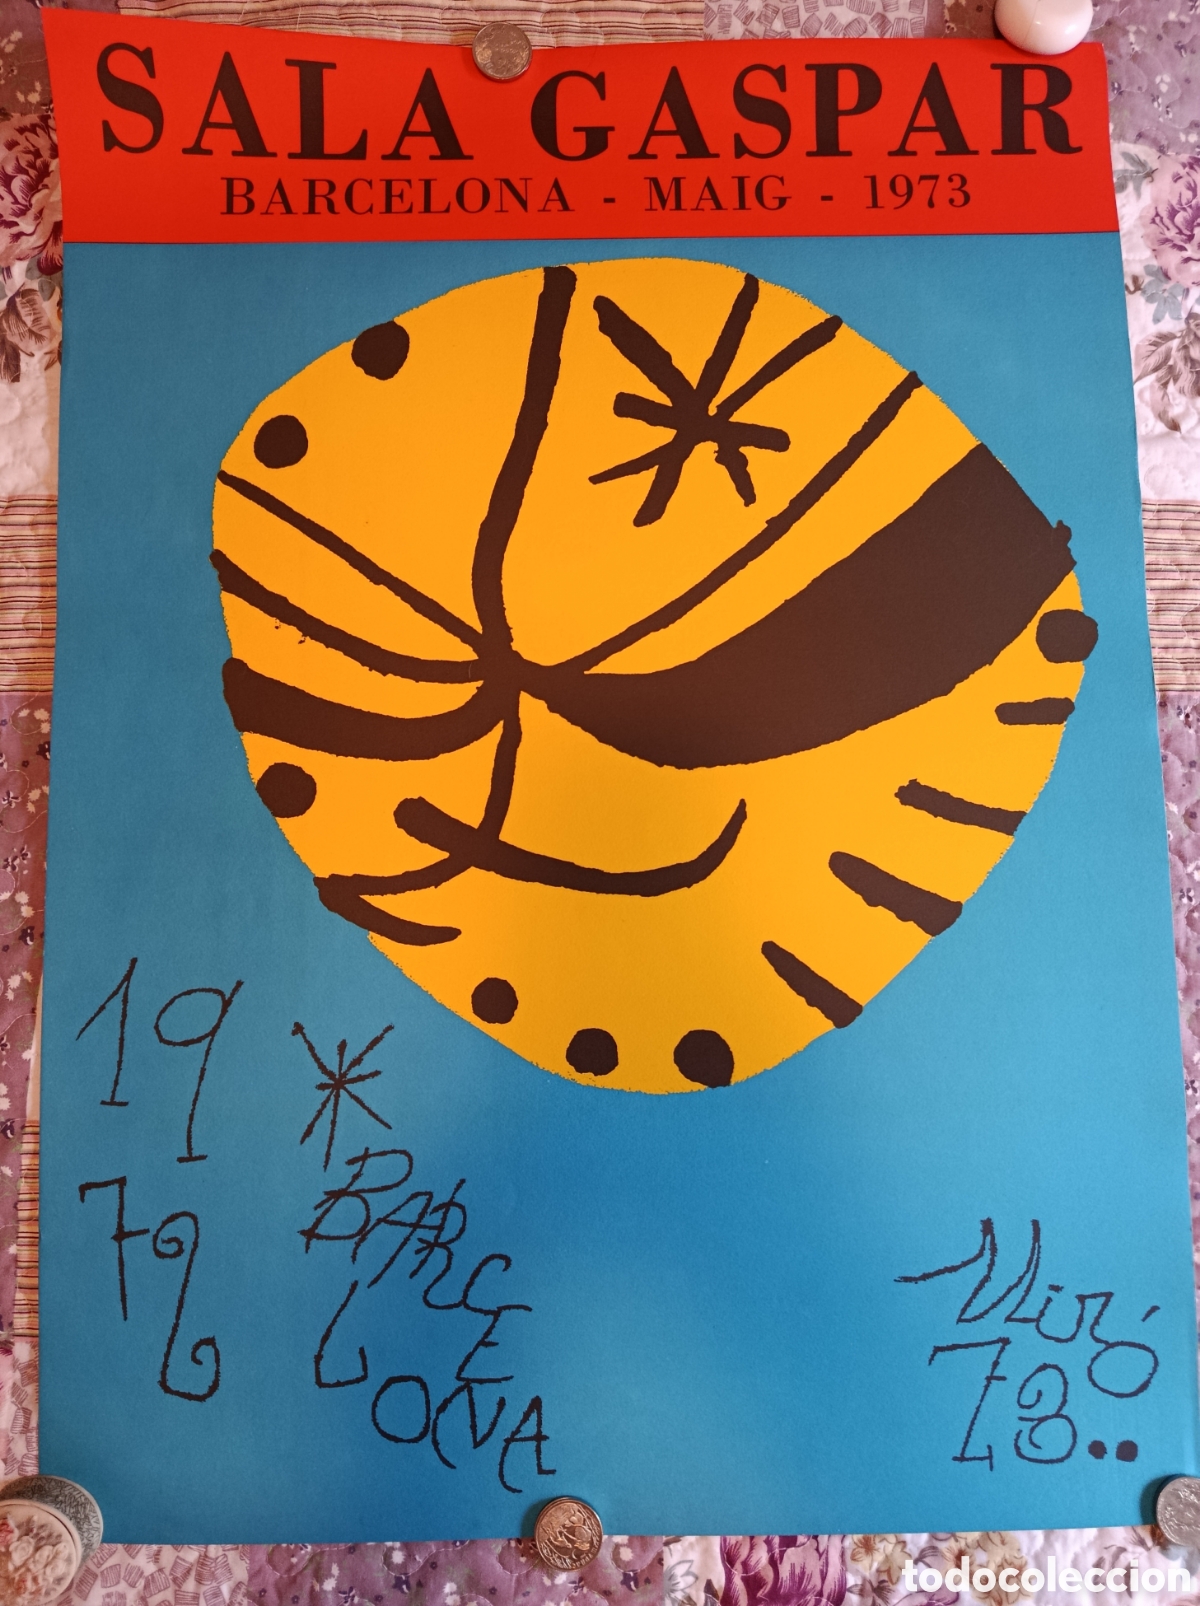 SALA GASPAR
BARCELONA - MAIG - 1973
19
72
BARCE
LONA
Miró
73..
todocoleccion